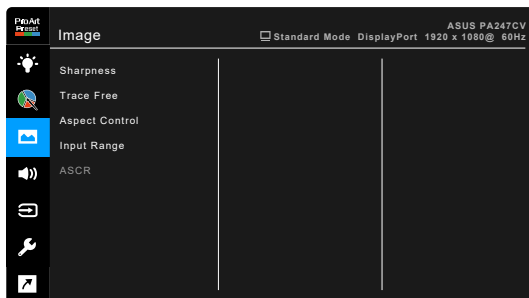 ProArt
Preset
Image
ASUS PA247CV
Standard Mode DisplayPort 1920 x 1080@ 60Hz
Sharpness
Trace Free
Aspect Control
Input Range
ASCR